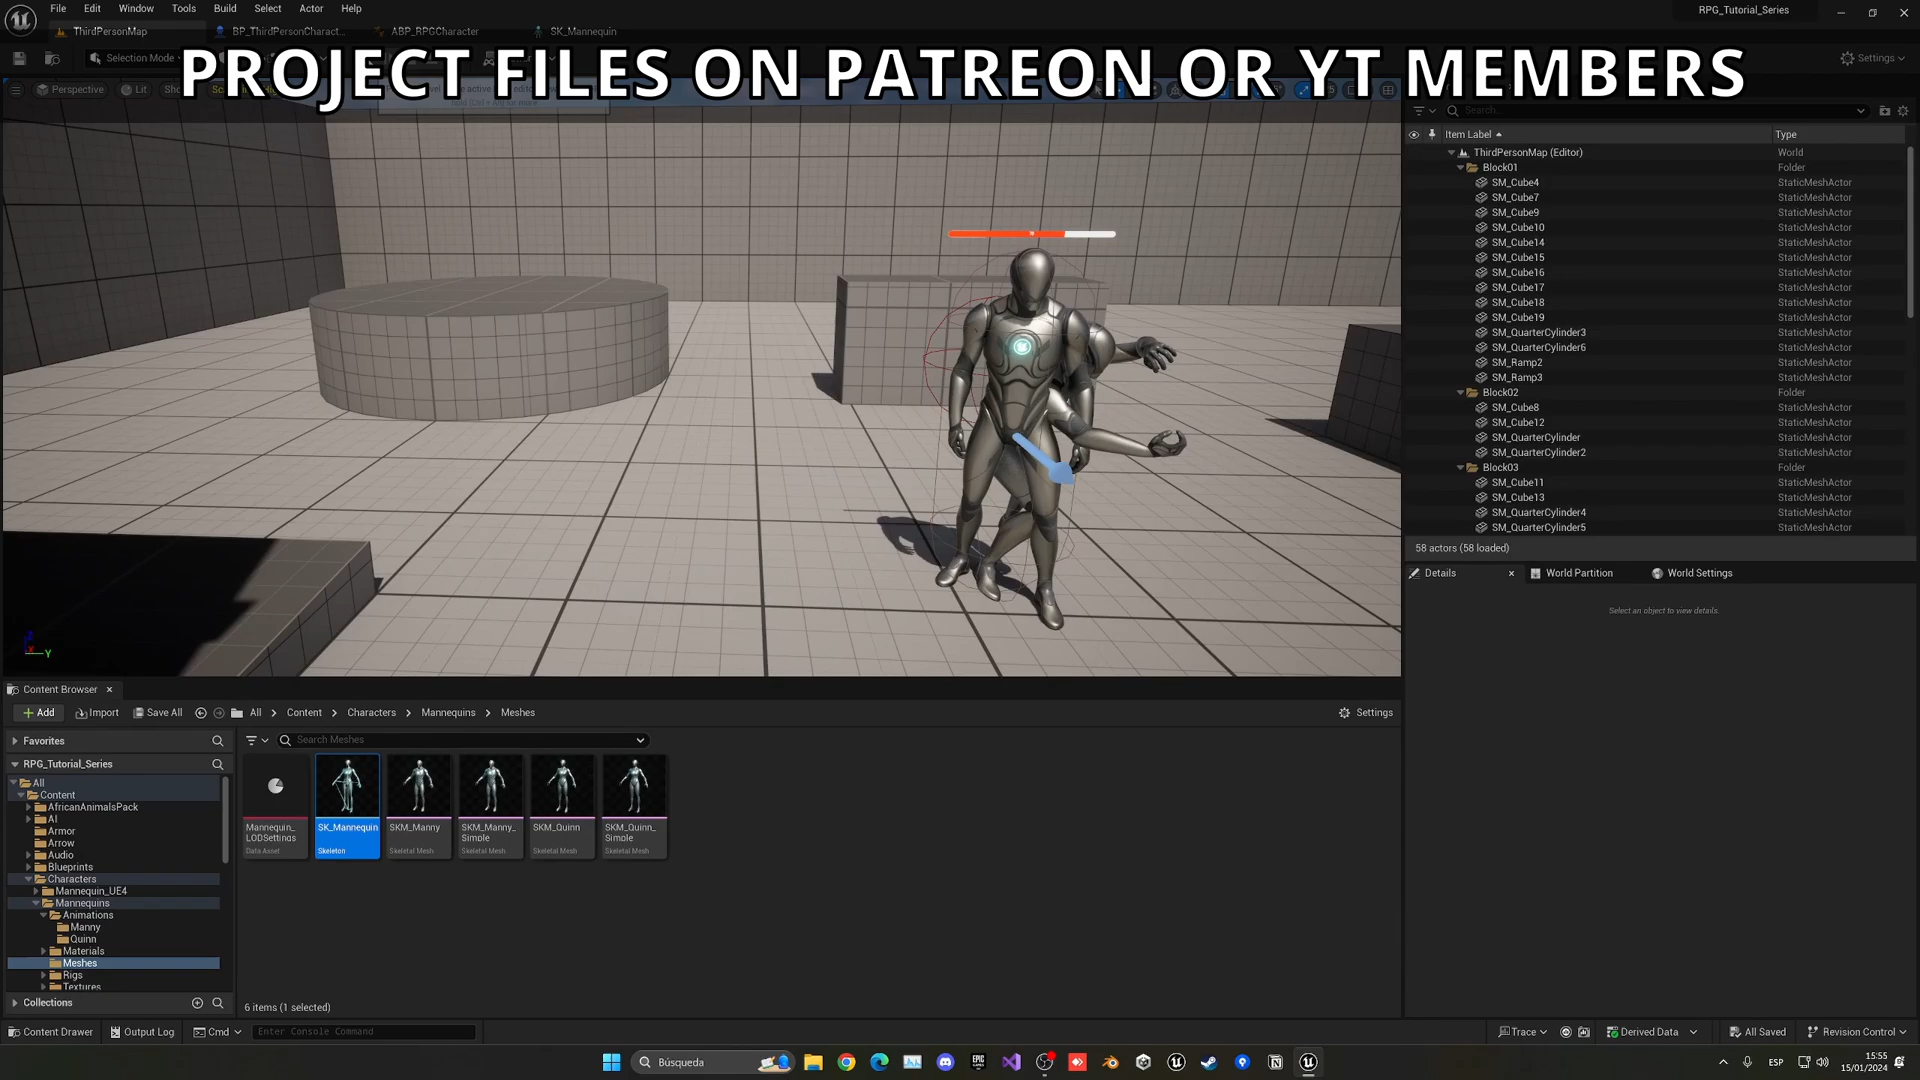 File Edit Window Tools Build Select Actor Help
RPG_Tutorial_Series
ThirdPersonMap
BP_ThirdPersonCharact...
ABP_RPGCharacter
SK_Mannequin
Selection Mode
Settings
PROJECT FILES ON PATREON OR YT MEMBERS
Perspective
Lit
Search...
Item Label
Type
ThirdPersonMap (Editor) World
Block01 Folder
SM_Cube4 StaticMeshActor
SM_Cube7 StaticMeshActor
SM_Cube9 StaticMeshActor
SM_Cube10 StaticMeshActor
SM_Cube14 StaticMeshActor
SM_Cube15 StaticMeshActor
SM_Cube16 StaticMeshActor
SM_Cube17 StaticMeshActor
SM_Cube18 StaticMeshActor
SM_Cube19 StaticMeshActor
SM_QuarterCylinder3 StaticMeshActor
SM_QuarterCylinder6 StaticMeshActor
SM_Ramp2 StaticMeshActor
SM_Ramp3 StaticMeshActor
Block02 Folder
SM_Cube8 StaticMeshActor
SM_Cube12 StaticMeshActor
SM_QuarterCylinder StaticMeshActor
SM_QuarterCylinder2 StaticMeshActor
Block03 Folder
SM_Cube11 StaticMeshActor
SM_Cube13 StaticMeshActor
SM_QuarterCylinder4 StaticMeshActor
SM_QuarterCylinder5 StaticMeshActor
58 actors (58 loaded)
Details
World Partition
World Settings
Select an object to view details.
Z
X
Y
Content Browser
Add
Import
Save All
All
Content
Characters
Mannequins
Meshes
Settings
Favorites
RPG_Tutorial_Series
All
Content
AfricanAnimalsPack
AI
Armor
Arrow
Audio
Blueprints
Characters
Mannequin_UE4
Mannequins
Animations
Manny
Quinn
Materials
Meshes
Rigs
Textures
Collections
Search Meshes
Mannequin_
LODSettings
Data Asset
SK_Mannequin
Skeleton
SKM_Manny
Skeletal Mesh
SKM_Manny_
Simple
Skeletal Mesh
SKM_Quinn
Skeletal Mesh
SKM_Quinn_
Simple
Skeletal Mesh
6 items (1 selected)
Content Drawer
Output Log
Cmd
Enter Console Command
Trace
Derived Data
All Saved
Revision Control
Búsqueda
EPIC
GAMES
ESP
15:55
15/01/2024